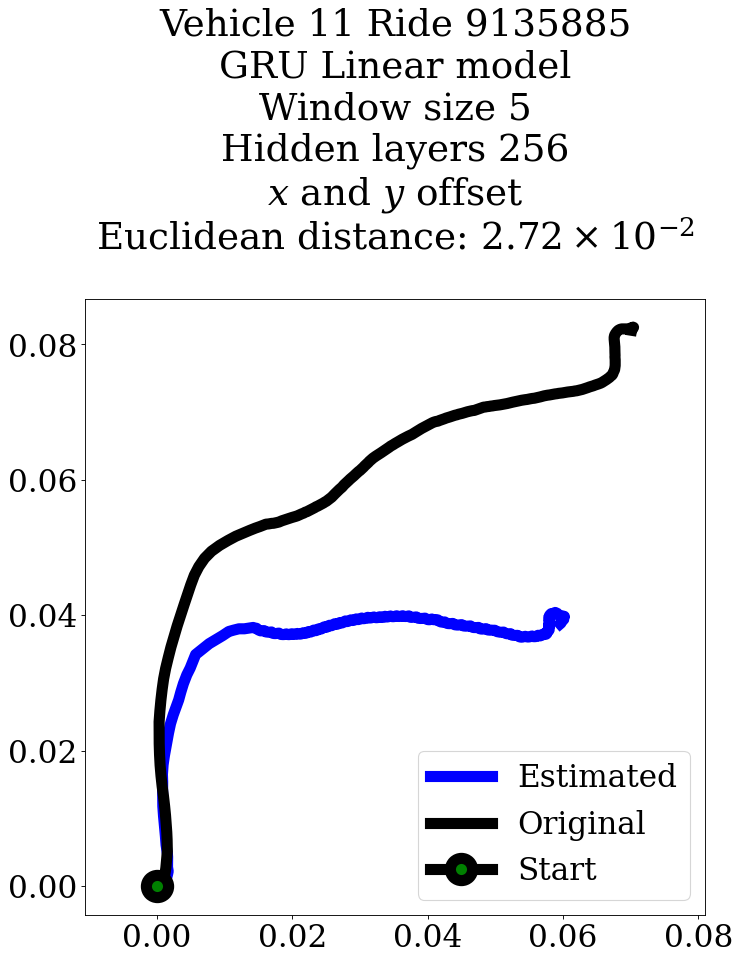 Vehicle 11 Ride 9135885
GRU Linear model
Window size 5
Hidden layers 256
x and y offset
Euclidean distance: 2.72 × 10⁻²
0.08
0.06
0.04
0.02
0.00
Estimated
Original
Start
0.00 0.02 0.04 0.06 0.08